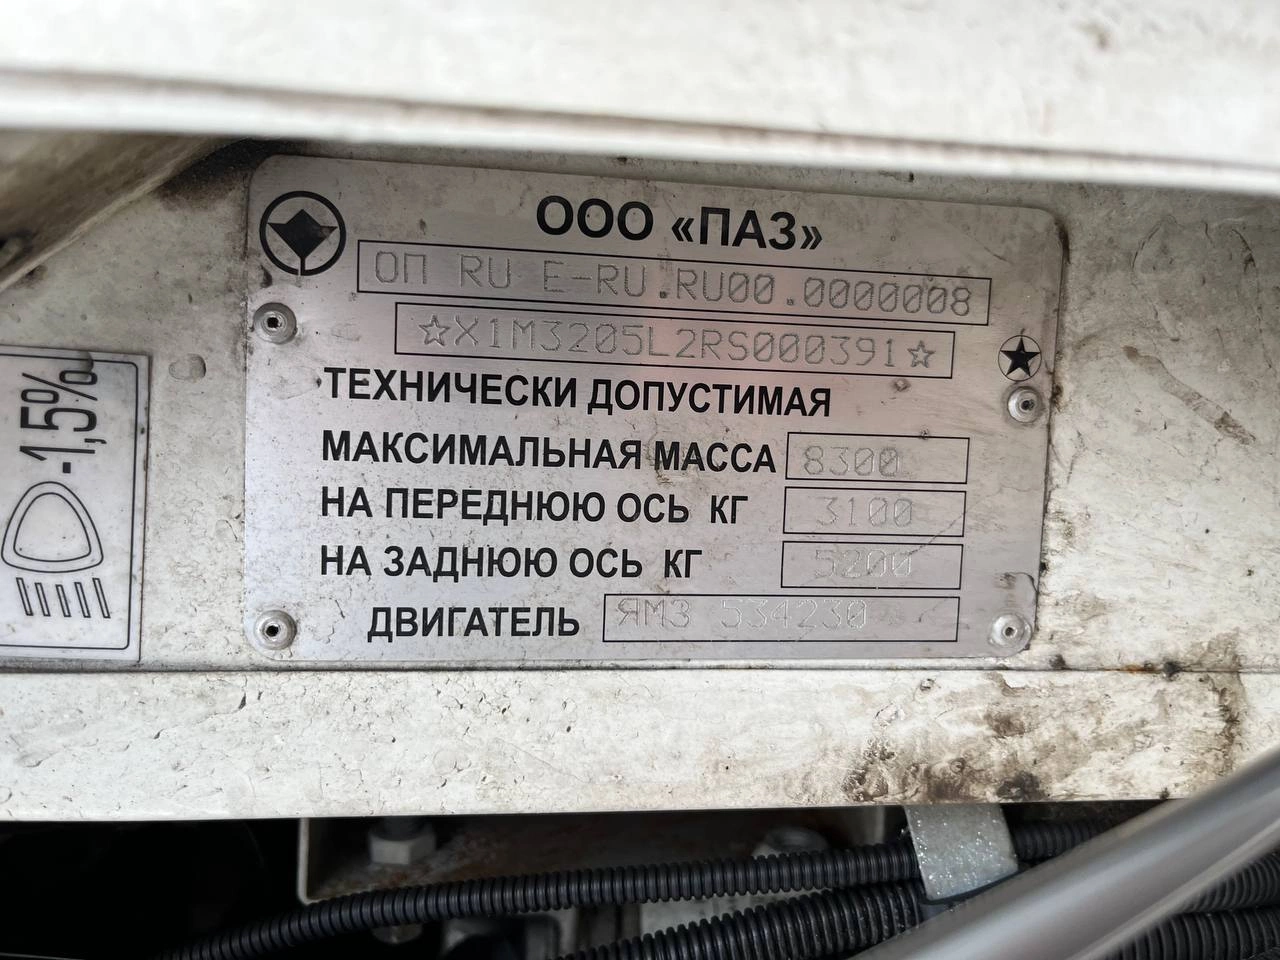 ООО «ПАЗ»
ОП RU E-RU.RU00.0000008
☆X1M3205L2RS000391☆
ТЕХНИЧЕСКИ ДОПУСТИМАЯ
МАКСИМАЛЬНАЯ МАССА 8300
НА ПЕРЕДНЮЮ ОСЬ КГ 3100
НА ЗАДНЮЮ ОСЬ КГ 5200
ДВИГАТЕЛЬ ЯМЗ 534230
-1,5%